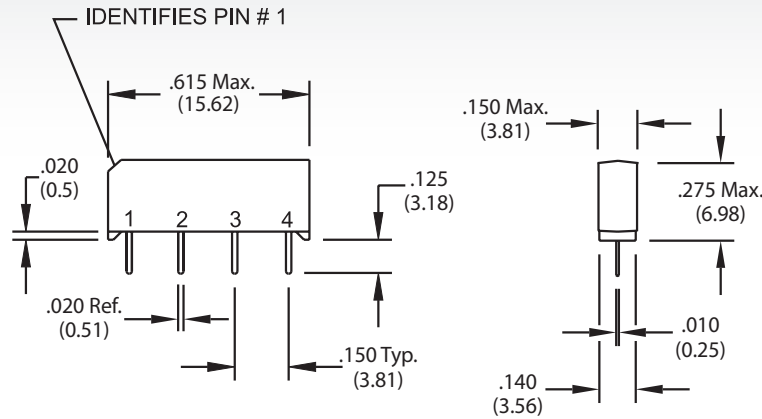 IDENTIFIES PIN # 1
.615 Max.
(15.62)
.150 Max.
(3.81)
.020
(0.5)
.125
(3.18)
.275 Max.
(6.98)
1 2 3 4
.020 Ref.
(0.51)
.150 Typ.
(3.81)
.010
(0.25)
.140
(3.56)